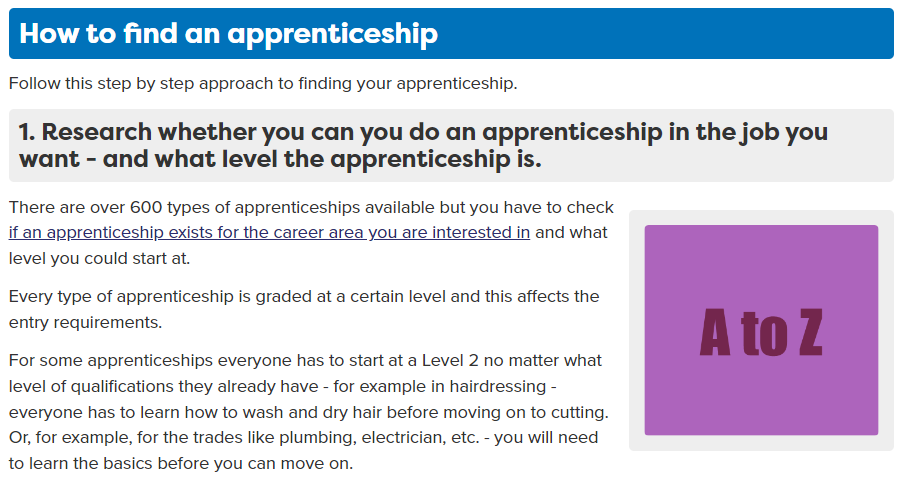 How to find an apprenticeship
Follow this step by step approach to finding your apprenticeship.
1. Research whether you can you do an apprenticeship in the job you
want - and what level the apprenticeship is.
There are over 600 types of apprenticeships available but you have to check
if an apprenticeship exists for the career area you are interested in and what
level you could start at.
Every type of apprenticeship is graded at a certain level and this affects the
entry requirements.
For some apprenticeships everyone has to start at a Level 2 no matter what
level of qualifications they already have - for example in hairdressing -
everyone has to learn how to wash and dry hair before moving on to cutting.
Or, for example, for the trades like plumbing, electrician, etc. - you will need
to learn the basics before you can move on.
A to Z